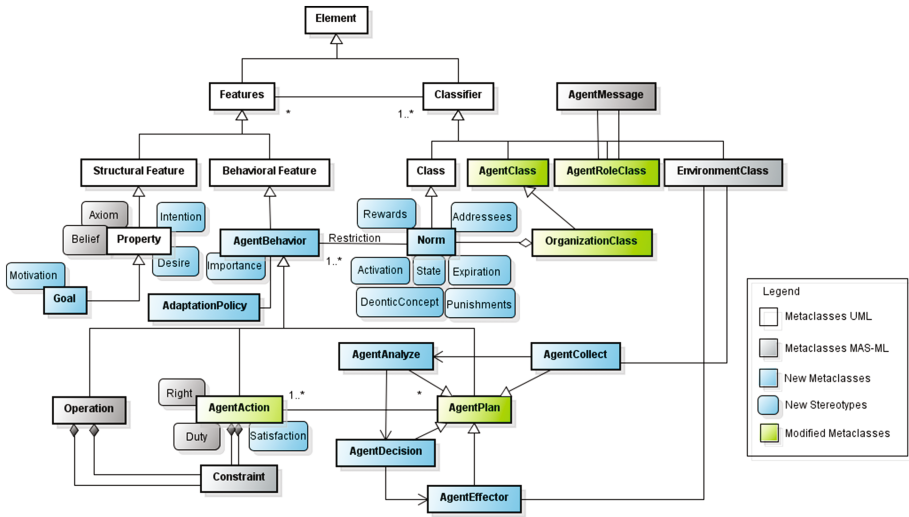 Element
Features
Classifier
AgentMessage
*
1..*
Structural Feature
Behavioral Feature
Class
AgentClass
AgentRoleClass
EnvironmentClass
Axiom
Intention
Rewards
Addressees
Belief
Property
AgentBehavior
Restriction
Norm
OrganizationClass
Desire
Importance
1..*
Activation
State
Expiration
Motivation
Goal
AdaptationPolicy
DeonticConcept
Punishments
Legend
Metaclasses UML
Metaclasses MAS-ML
New Metaclasses
New Stereotypes
Modified Metaclasses
AgentAnalyze
AgentCollect
Right
1..*
*
Operation
AgentAction
AgentPlan
Duty
Satisfaction
AgentDecision
Constraint
AgentEffector